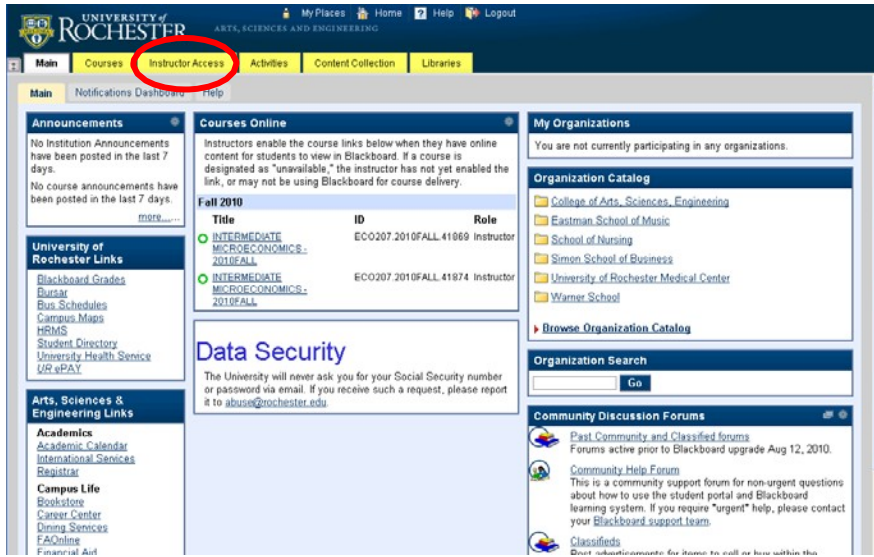 UNIVERSITY of
ROCHESTER
ARTS, SCIENCES AND ENGINEERING
My Places Home ? Help Logout
Main Courses Instructor Access Activities Content Collection Libraries
Main Notifications Dashboard Help
Announcements
No Institution Announcements
have been posted in the last 7
days.
No course announcements have
been posted in the last 7 days.
more......
University of
Rochester Links
Blackboard Grades
Bursar
Bus Schedules
Campus Maps
HRMS
Student Directory
University Health Service
UR ePAY
Arts, Sciences &
Engineering Links
Academics
Academic Calendar
International Services
Registrar
Campus Life
Bookstore
Career Center
Dining Services
FAOnline
Financial Aid
Courses Online
Instructors enable the course links below when they have online
content for students to view in Blackboard. If a course is
designated as "unavailable," the instructor has not yet enabled the
link, or may not be using Blackboard for course delivery.
Fall 2010
Title ID Role
INTERMEDIATE ECO207.2010FALL.41869 Instructor
MICROECONOMICS -
2010FALL
INTERMEDIATE ECO207.2010FALL.41874 Instructor
MICROECONOMICS -
2010FALL
Data Security
The University will never ask you for your Social Security number
or password via email. If you receive such a request, please report
it to abuse@rochester.edu.
My Organizations
You are not currently participating in any organizations.
Organization Catalog
College of Arts, Sciences, Engineering
Eastman School of Music
School of Nursing
Simon School of Business
University of Rochester Medical Center
Warner School
Browse Organization Catalog
Organization Search
Go
Community Discussion Forums
Past Community and Classified forums
Forums active prior to Blackboard upgrade Aug 12, 2010.
Community Help Forum
This is a community support forum for non-urgent questions
about how to use the student portal and Blackboard
learning system. If you require "urgent" help, please contact
your Blackboard support team.
Classifieds
Post advertisements for items to sell or buy within the